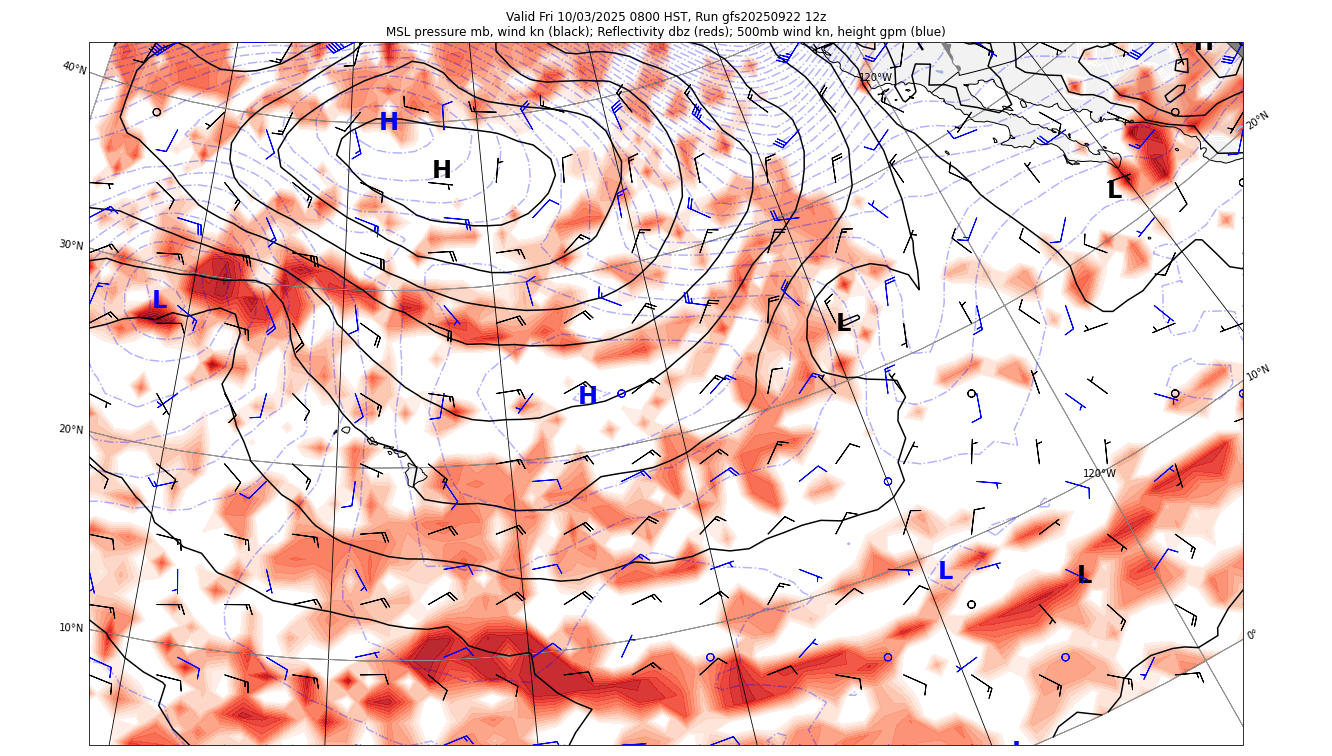 Valid Fri 10/03/2025 0800 HST, Run gfs20250922 12z
MSL pressure mb, wind kn (black); Reflectivity dbz (reds); 500mb wind kn, height gpm (blue)
H
40°N
120°W
20°N
H
H
L
30°N
L
L
10°N
H
20°N
120°W
L
L
10°N
0°
L